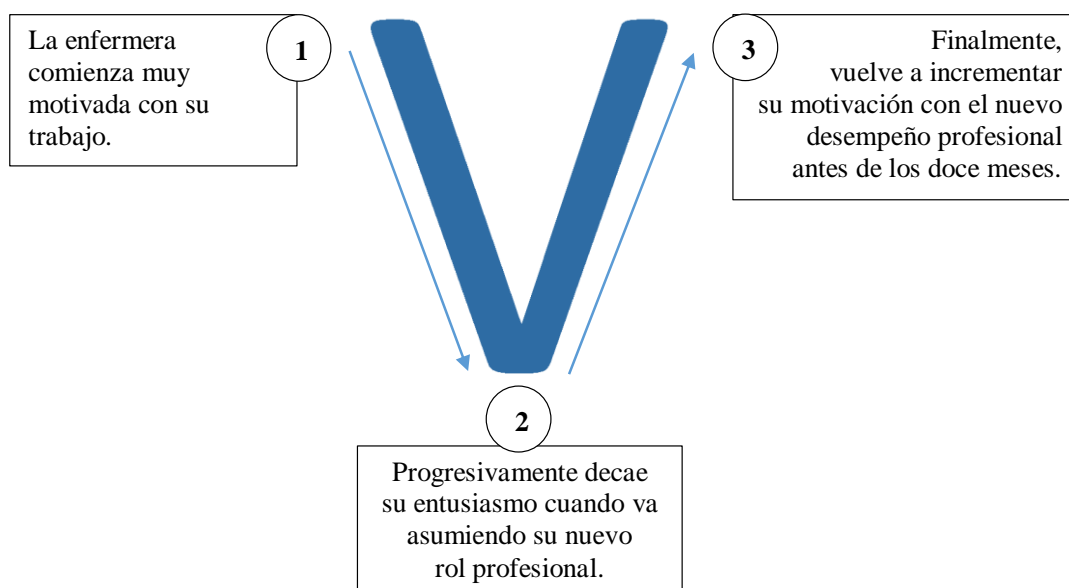 1
La enfermera
comienza muy
motivada con su
trabajo.
2
Progresivamente decae
su entusiasmo cuando va
asumiendo su nuevo
rol profesional.
3
Finalmente,
vuelve a incrementar
su motivación con el nuevo
desempeño profesional
antes de los doce meses.